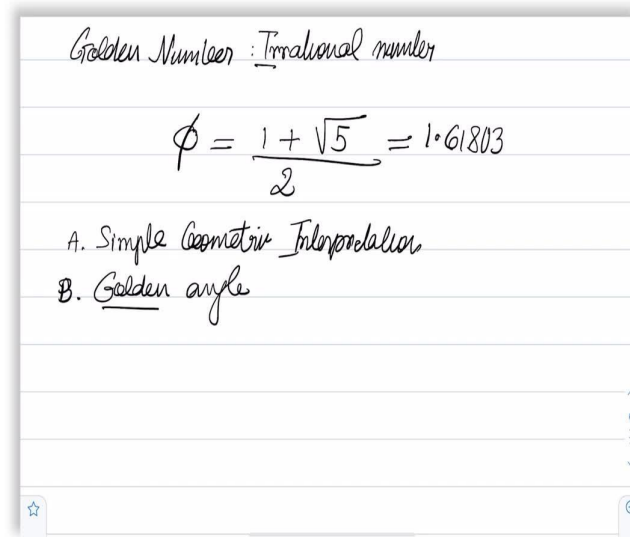 Golden Number : Irrational number
φ = 1 + √5 / 2 = 1.61803
A. Simple Geometric Interpretation
B. Golden angle